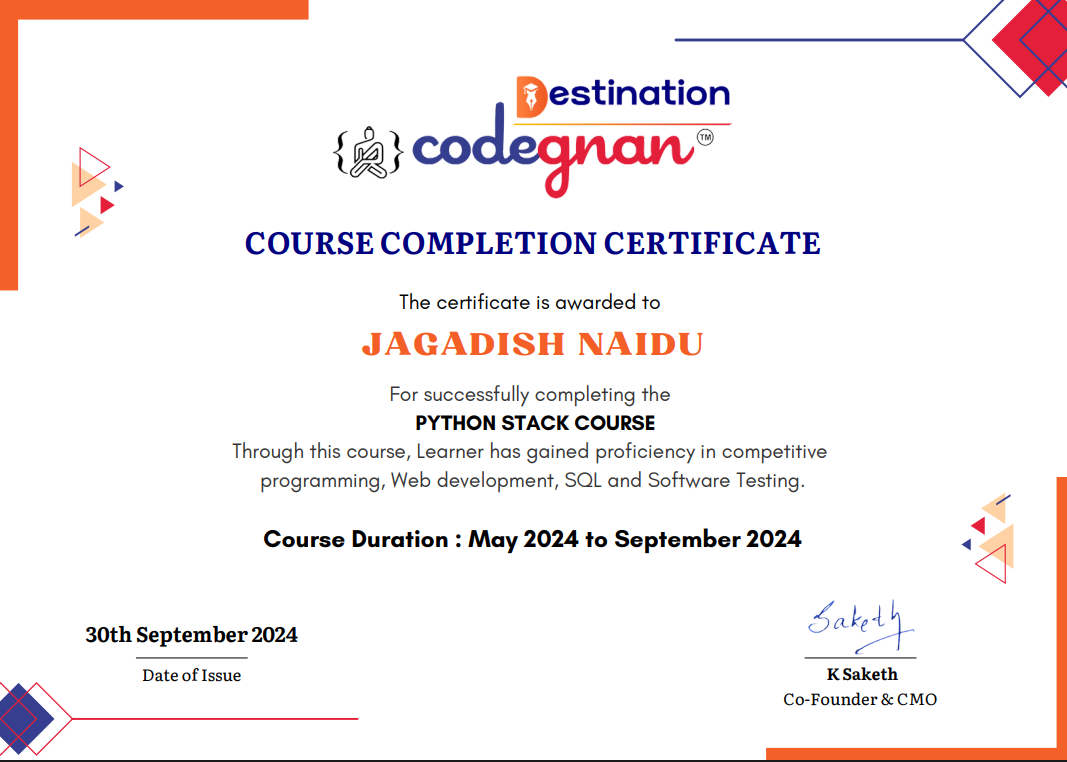 Destination
codegnan TM
COURSE COMPLETION CERTIFICATE
The certificate is awarded to
JAGADISH NAIDU
For successfully completing the
PYTHON STACK COURSE
Through this course, Learner has gained proficiency in competitive
programming, Web development, SQL and Software Testing.
Course Duration : May 2024 to September 2024
30th September 2024
Date of Issue
Saketh
K Saketh
Co-Founder & CMO